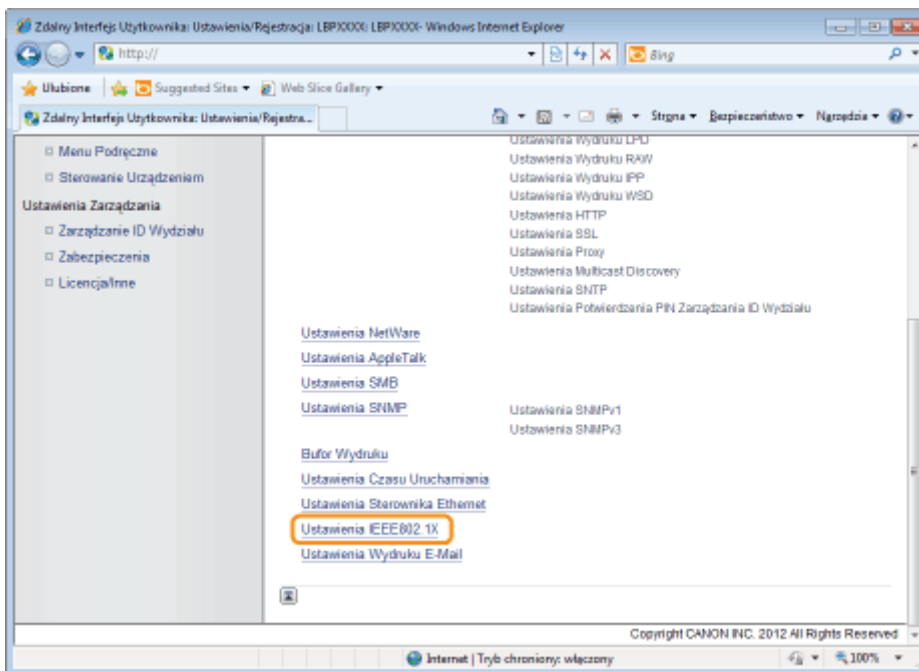 Zdalny Interfejs Użytkownika: Ustawienia/Rejestracja: LBPXXXX: LBPXXXX- Windows Internet Explorer
http://
Bing
Ulubione
Suggested Sites
Web Slice Gallery
Zdalny Interfejs Użytkownika: Ustawienia/Rejestra...
Strona
Bezpieczeństwo
Narzędzia
Menu Podręczne
Sterowanie Urządzeniem
Ustawienia Zarządzania
Zarządzanie ID Wydziału
Zabezpieczenia
Licencja/Inne
Ustawienia Wydruku LPD
Ustawienia Wydruku RAW
Ustawienia Wydruku IPP
Ustawienia Wydruku WSD
Ustawienia HTTP
Ustawienia SSL
Ustawienia Proxy
Ustawienia Multicast Discovery
Ustawienia SNTP
Ustawienia Potwierdzenia PIN Zarządzania ID Wydziału
Ustawienia NetWare
Ustawienia AppleTalk
Ustawienia SMB
Ustawienia SNMP
Ustawienia SNMPv1
Ustawienia SNMPv3
Bufor Wydruku
Ustawienia Czasu Uruchamiania
Ustawienia Sterownika Ethernet
Ustawienia IEEE802.1X
Ustawienia Wydruku E-Mail
Copyright CANON INC. 2012 All Rights Reserved
Internet | Tryb chroniony: włączony
100%